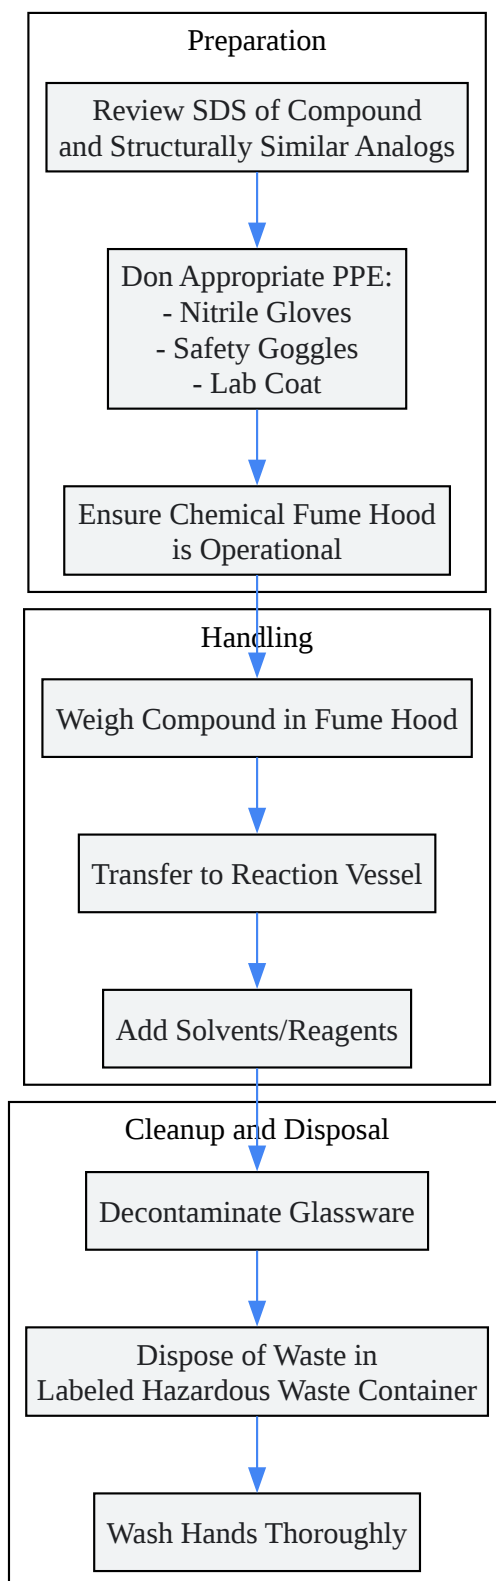 Preparation
Review SDS of Compound
and Structurally Similar Analogs
Don Appropriate PPE:
- Nitrile Gloves
- Safety Goggles
- Lab Coat
Ensure Chemical Fume Hood
is Operational
Handling
Weigh Compound in Fume Hood
Transfer to Reaction Vessel
Add Solvents/Reagents
Cleanup and Disposal
Decontaminate Glassware
Dispose of Waste in
Labeled Hazardous Waste Container
Wash Hands Thoroughly